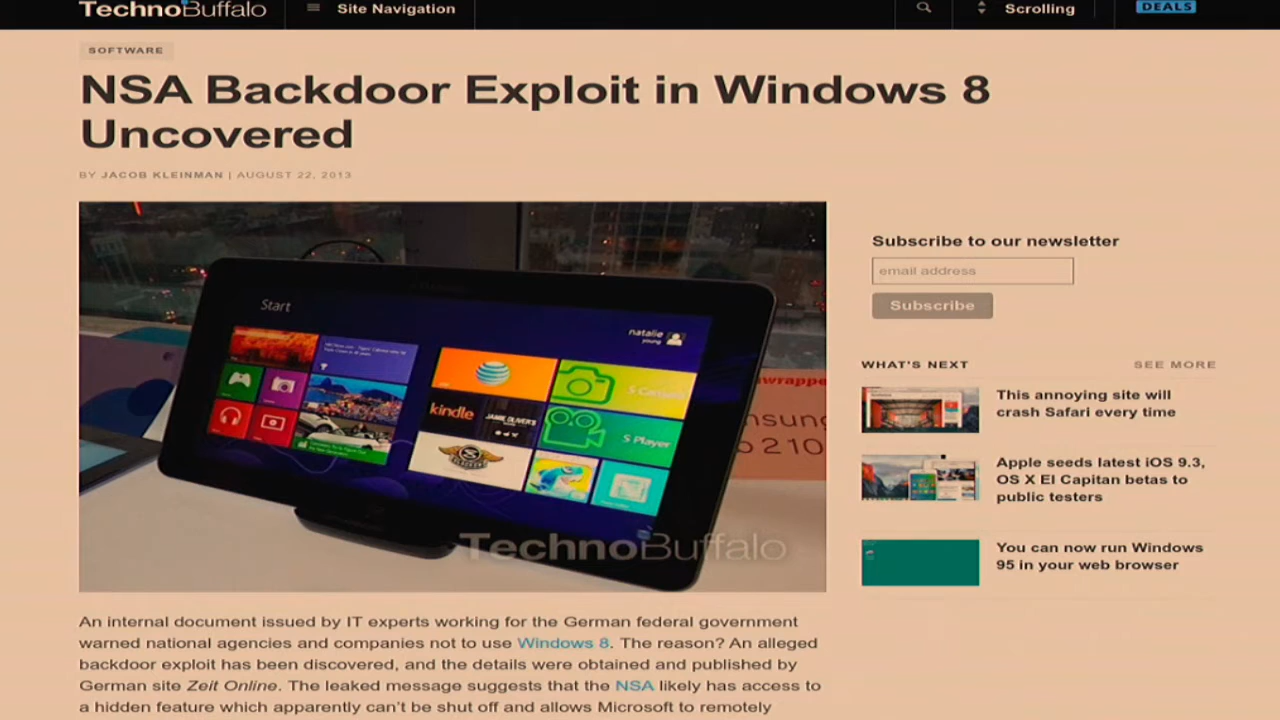 TechnoBuffalo
Site Navigation
Scrolling
DEALS
SOFTWARE
NSA Backdoor Exploit in Windows 8
Uncovered
BY JACOB KLEINMAN | AUGUST 22, 2013
Start
natalie
young
kindle
JAMIE OLIVER'S
S Camera
S Player
TechnoBuffalo
An internal document issued by IT experts working for the German federal government
warned national agencies and companies not to use Windows 8. The reason? An alleged
backdoor exploit has been discovered, and the details were obtained and published by
German site Zeit Online. The leaked message suggests that the NSA likely has access to
a hidden feature which apparently can't be shut off and allows Microsoft to remotely
Subscribe to our newsletter
email address
Subscribe
WHAT'S NEXT
SEE MORE
This annoying site will
crash Safari every time
Apple seeds latest iOS 9.3,
OS X El Capitan betas to
public testers
You can now run Windows
95 in your web browser